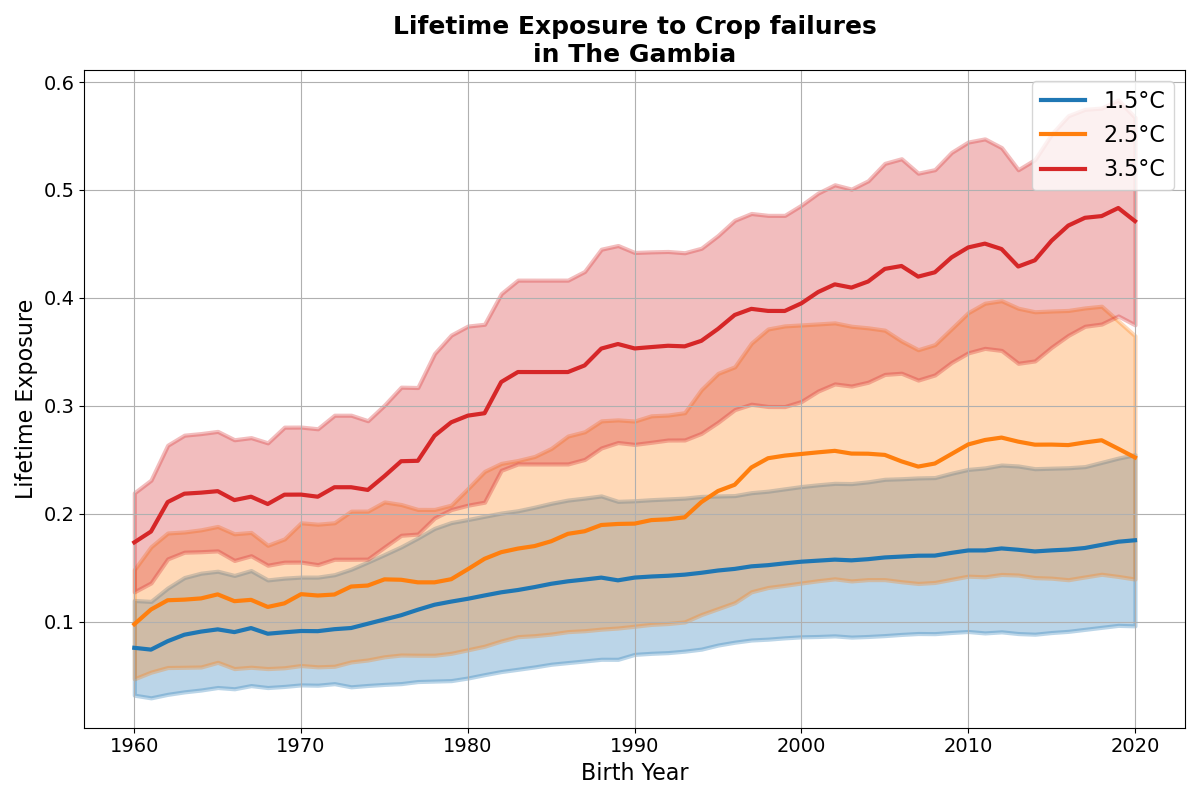 Lifetime Exposure to Crop failures
in The Gambia
1.5°C
2.5°C
3.5°C
Lifetime Exposure
0.6
0.5
0.4
0.3
0.2
0.1
1960 1970 1980 1990 2000 2010 2020
Birth Year